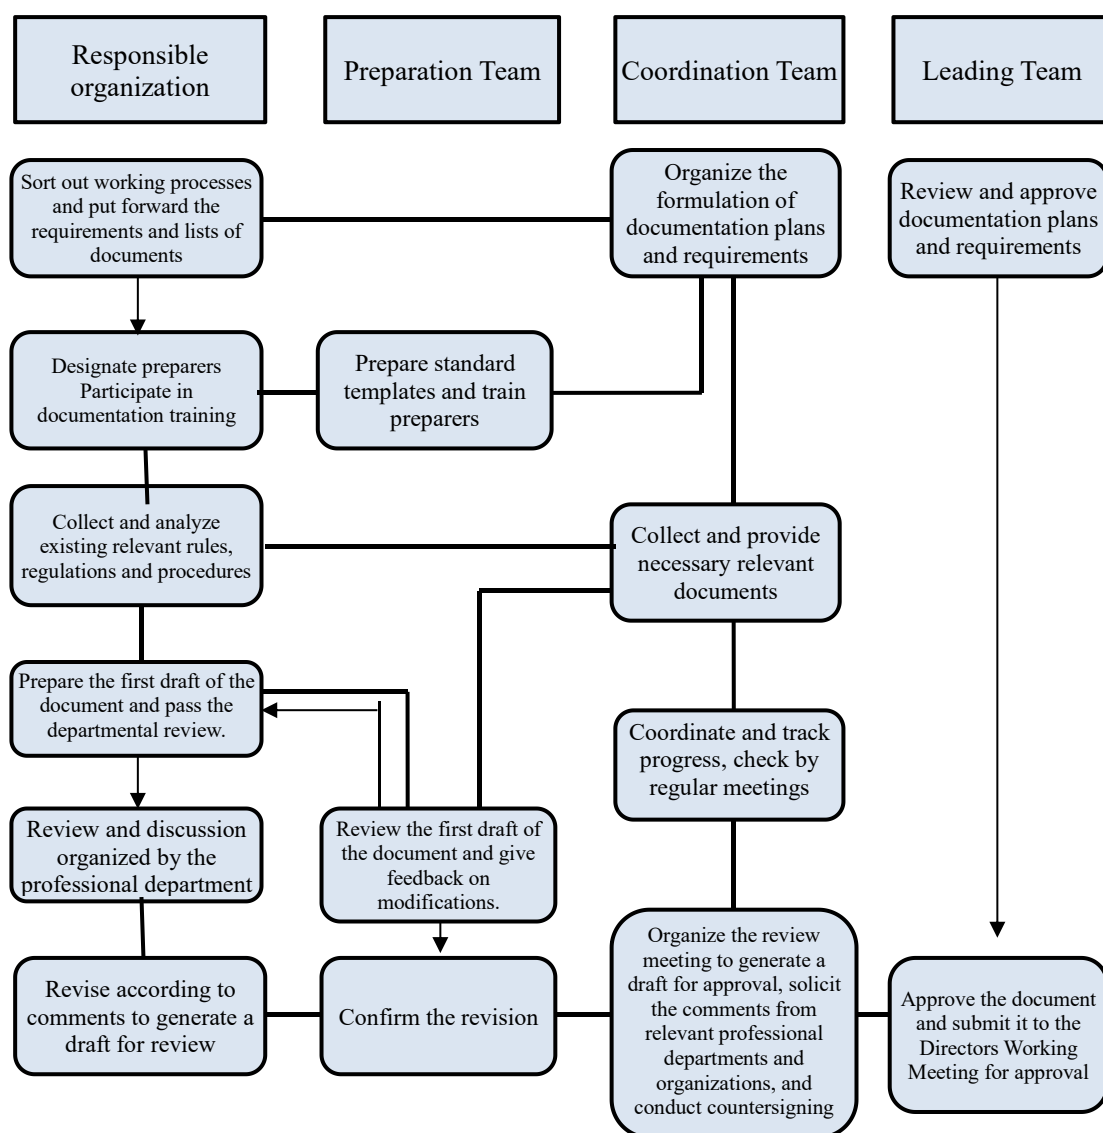 Responsible
organization
Preparation Team
Coordination Team
Leading Team
Sort out working processes
and put forward the
requirements and lists of
documents
Organize the
formulation of
documentation plans
and requirements
Review and approve
documentation plans
and requirements
Designate preparers
Participate in
documentation training
Prepare standard
templates and train
preparers
Collect and analyze
existing relevant rules,
regulations and procedures
Collect and provide
necessary relevant
documents
Prepare the first draft of the
document and pass the
departmental review.
Coordinate and track
progress, check by
regular meetings
Review and discussion
organized by the
professional department
Review the first draft of
the document and give
feedback on
modifications.
Revise according to
comments to generate a
draft for review
Confirm the revision
Organize the review
meeting to generate a
draft for approval, solicit
the comments from
relevant professional
departments and
organizations, and
conduct countersigning
Approve the document
and submit it to the
Directors Working
Meeting for approval